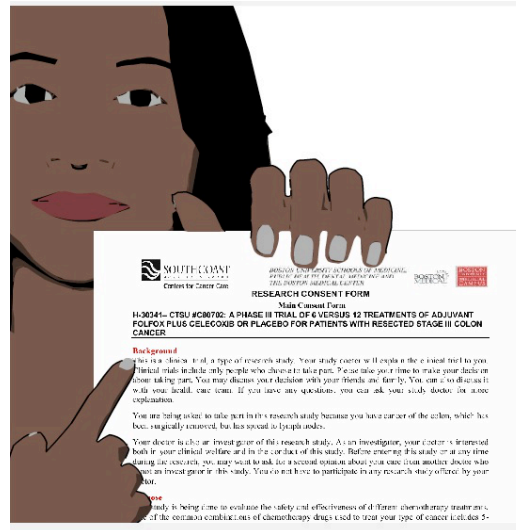 SOUTHCOAST
Centers for Cancer Care
BOSTON UNIVERSITY SCHOOLS OF MEDICINE,
PUBLIC HEALTH, DENTAL MEDICINE AND
THE BOSTON MEDICAL CENTER
BOSTON
MEDICAL
BOSTON
RESEARCH CONSENT FORM
Main Consent Form
H-30341– CTSU #C80702: A PHASE III TRIAL OF 6 VERSUS 12 TREATMENTS OF ADJUVANT
FOLFOX PLUS CELECOXIB OR PLACEBO FOR PATIENTS WITH RESECTED STAGE III COLON
CANCER
Background
This is a clinical trial, a type of research study. Your study doctor will explain the clinical trial to you.
Clinical trials include only people who choose to take part. Please take your time to make your decision
about taking part. You may discuss your decision with your friends and family. You can also discuss it
with your health care team. If you have any questions, you can ask your study doctor for more
explanation.
You are being asked to take part in this research study because you have cancer of the colon, which has
been surgically removed, but has spread to lymph nodes.
Your doctor is also an investigator of this research study. As an investigator, your doctor is interested
both in your clinical welfare and in the conduct of this study. Before entering this study or at any time
during the research, you may want to ask for a second opinion about your care from another doctor who
not an investigator in this study. You do not have to participate in any research study offered by your
tor.
ose
study is being done to evaluate the safety and effectiveness of different chemotherapy treatments.
of the common combinations of chemotherapy drugs used to treat your type of cancer includes 5-